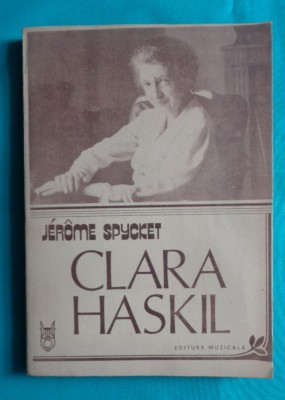 JÉRÔME SPYCKET
CLARA
HASKIL
EDITURA MUZICALĂ